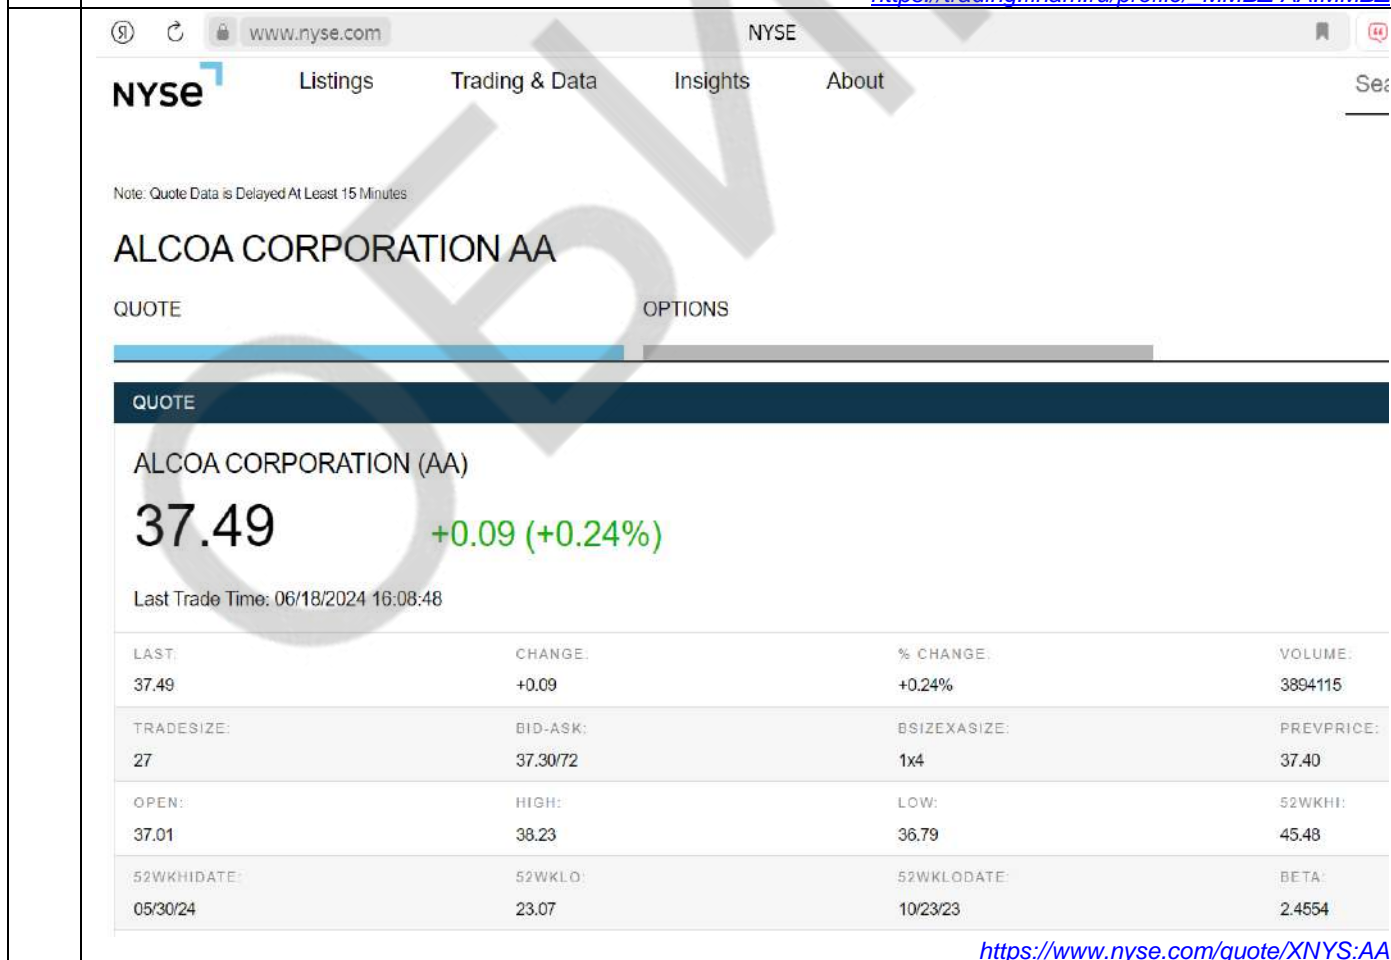 https://trading.finam.ru/profile/
www.nyse.com NYSE
NYSE Listings Trading & Data Insights About
Note: Quote Data is Delayed At Least 15 Minutes
ALCOA CORPORATION AA
QUOTE OPTIONS
QUOTE
ALCOA CORPORATION (AA)
37.49 +0.09 (+0.24%)
Last Trade Time: 06/18/2024 16:08:48
LAST: CHANGE: % CHANGE: VOLUME:
37.49 +0.09 +0.24% 3894115
TRADESIZE: BID-ASK: BSIZEXASIZE: PREVPRICE:
27 37.30/72 1x4 37.40
OPEN: HIGH: LOW: 52WKHI:
37.01 38.23 36.79 45.48
52WKHIDATE: 52WKLO: 52WKLODATE: BETA:
05/30/24 23.07 10/23/23 2.4554
https://www.nyse.com/quote/XNYS:AA